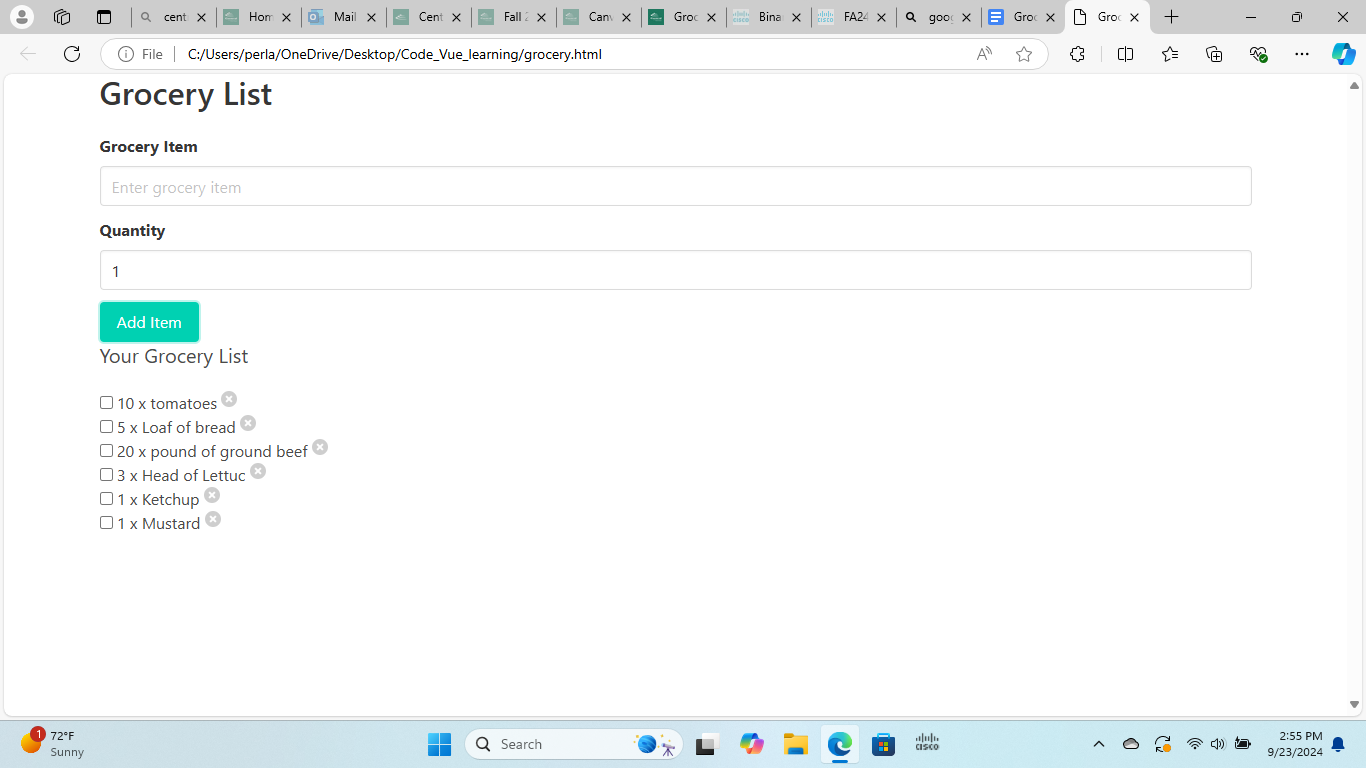 centi
Hom
Mail
Cent
Fall 2
Canv
Groc
Bina
FA24
goog
Groc
Groc
File
C:/Users/perla/OneDrive/Desktop/Code_Vue_learning/grocery.html
Grocery List
Grocery Item
Enter grocery item
Quantity
1
Add Item
Your Grocery List
10 x tomatoes
5 x Loaf of bread
20 x pound of ground beef
3 x Head of Lettuc
1 x Ketchup
1 x Mustard
1
72°F
Sunny
Search
cisco
2:55 PM
9/23/2024